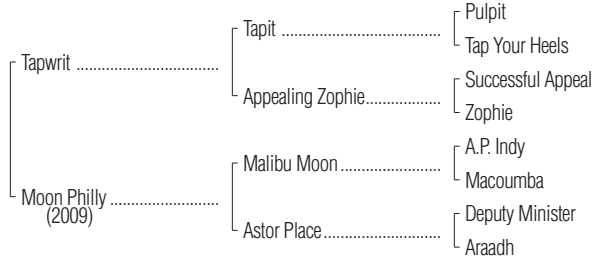 Pulpit
Tapit ........................................
Tap Your Heels
Tapwrit ....................................
Successful Appeal
Appealing Zophie...................
Zophie
A.P. Indy
Malibu Moon .........................
Macoumba
Moon Philly ...........................
(2009)
Deputy Minister
Astor Place.............................
Araadh